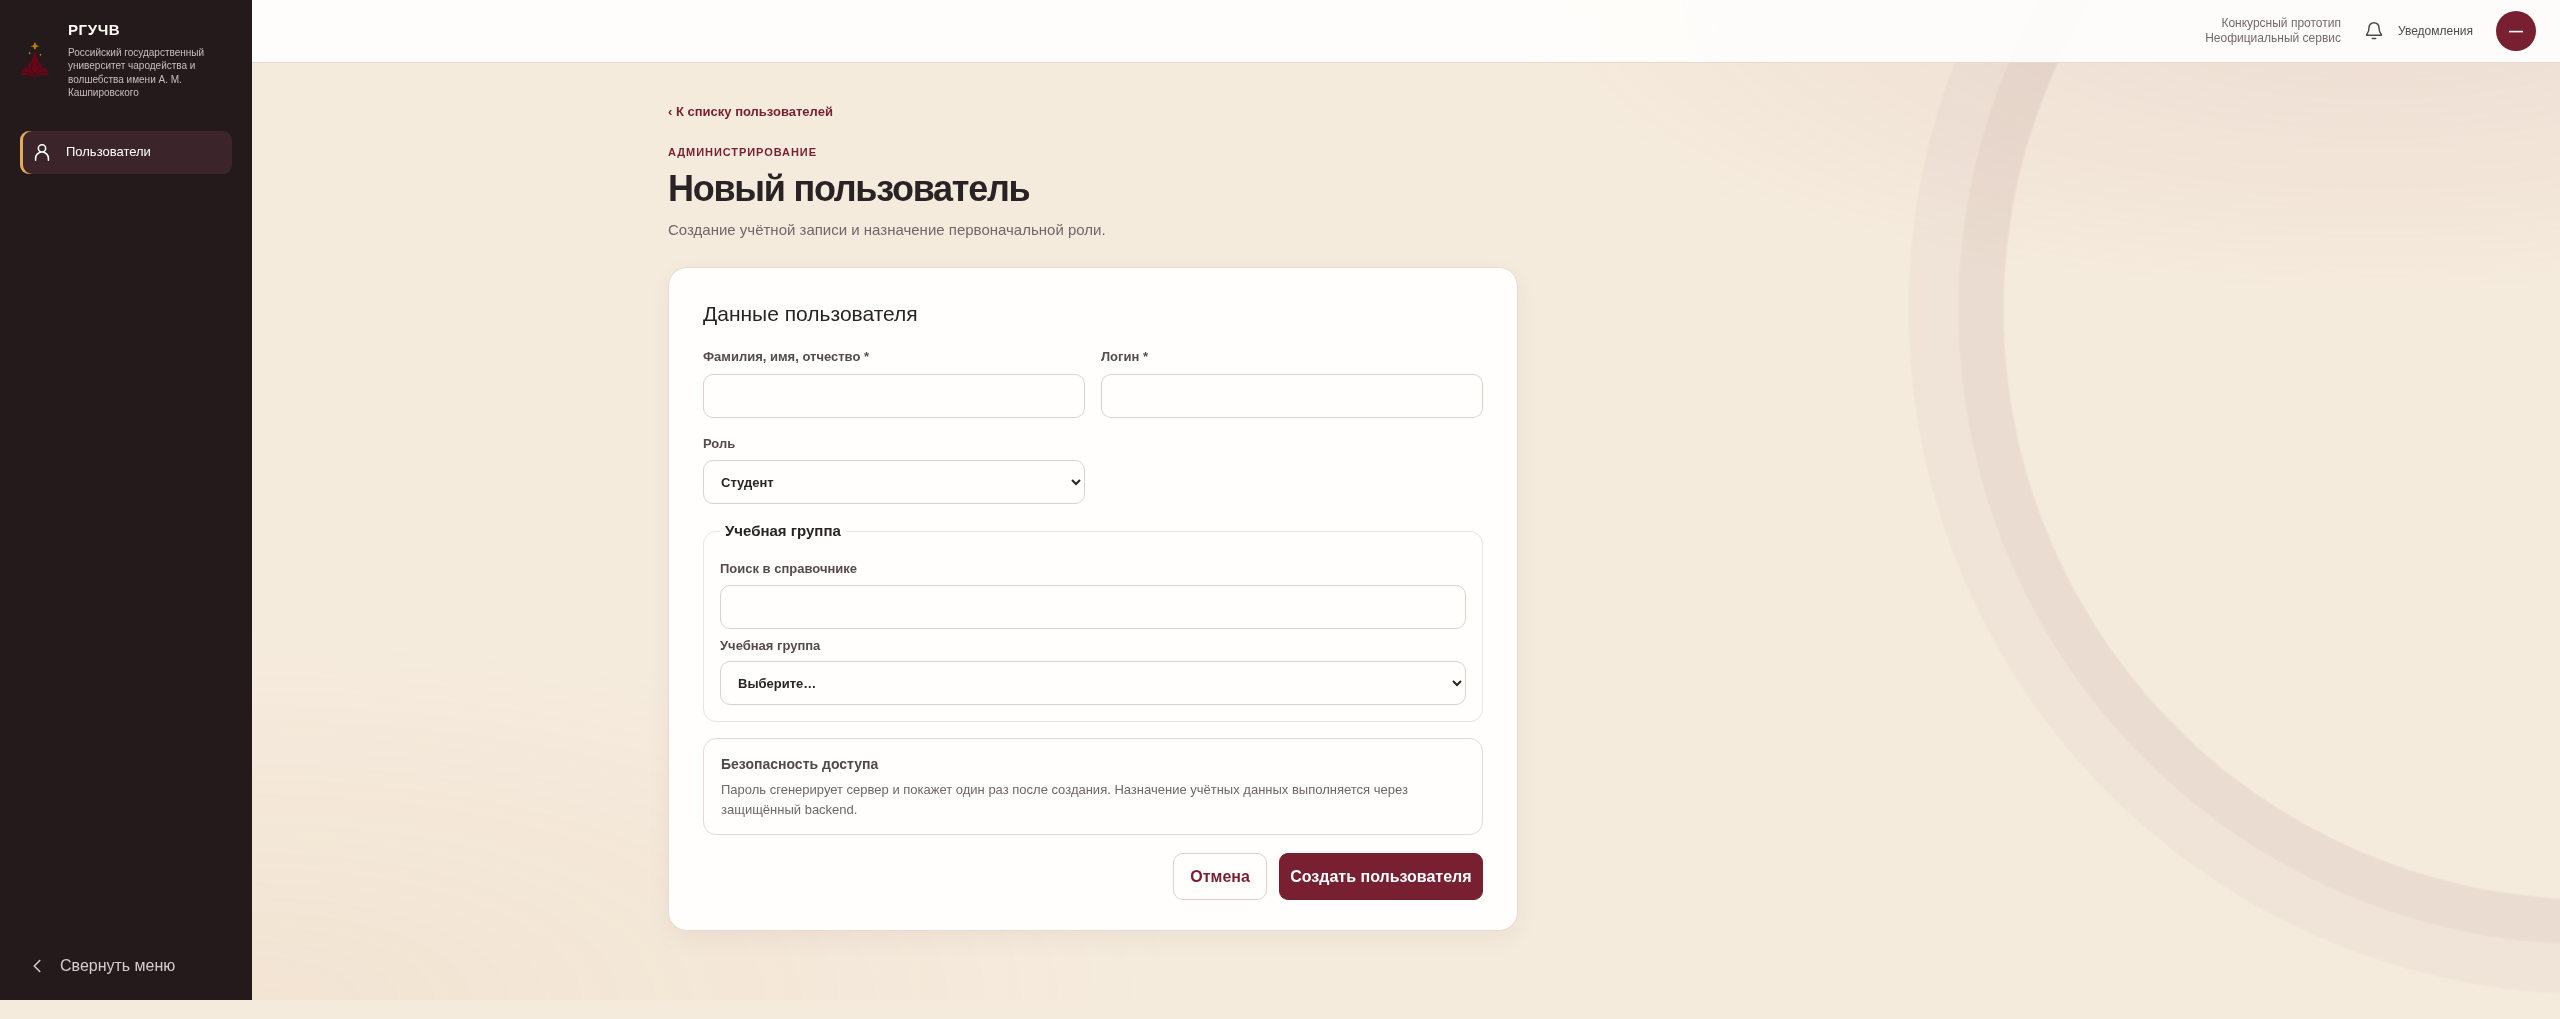 РГУЧВ
Российский государственный
университет чародейства и
волшебства имени А. М.
Кашпировского
Пользователи
Свернуть меню
Конкурсный прототип
Неофициальный сервис
Уведомления
—
‹ К списку пользователей
АДМИНИСТРИРОВАНИЕ
Новый пользователь
Создание учётной записи и назначение первоначальной роли.
Данные пользователя
Фамилия, имя, отчество *
Логин *
Роль
Студент
Учебная группа
Поиск в справочнике
Учебная группа
Выберите…
Безопасность доступа
Пароль сгенерирует сервер и покажет один раз после создания. Назначение учётных данных выполняется через
защищённый backend.
Отмена
Создать пользователя